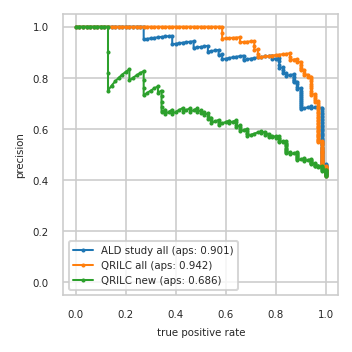 1.0
0.8
0.6
0.4
0.2
0.0
precision
ALD study all (aps: 0.901)
QRILC all (aps: 0.942)
QRILC new (aps: 0.686)
0.0 0.2 0.4 0.6 0.8 1.0
true positive rate